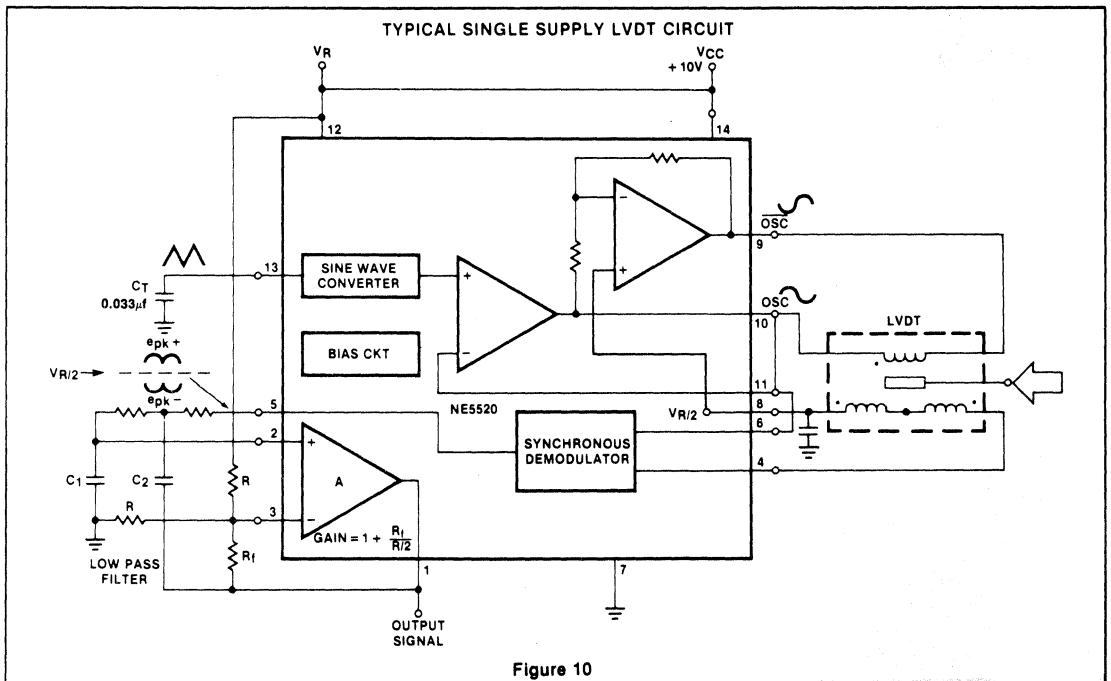 TYPICAL SINGLE SUPPLY LVDT CIRCUIT
VR
VCC
+10V
12
14
OSC
9
13
SINE WAVE
CONVERTER
CT
0.033µf
OSC
10
LVDT
epk+
BIAS CKT
VR/2
epk-
11
5
NE5520
VR/2
8
6
2
SYNCHRONOUS
DEMODULATOR
4
C1
C2
R
A
R
3
GAIN = 1 + Rf
R/2
LOW PASS
FILTER
Rf
1
7
OUTPUT
SIGNAL
+
-
+
-
+
-
Figure 10